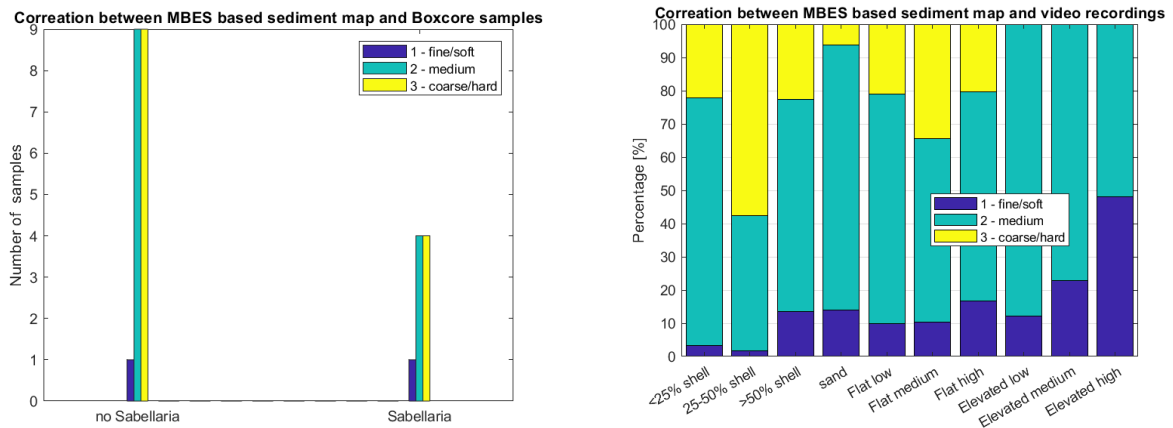 Correation between MBES based sediment map and Boxcore samples
Number of samples
9
8
7
6
5
4
3
2
1
0
1 - fine/soft
2 - medium
3 - coarse/hard
no Sabellaria
Sabellaria
Correation between MBES based sediment map and video recordings
Percentage [%]
100
90
80
70
60
50
40
30
20
10
0
1 - fine/soft
2 - medium
3 - coarse/hard
<25% shell
25-50% shell
>50% shell
sand
Flat low
Flat medium
Flat high
Elevated low
Elevated medium
Elevated high